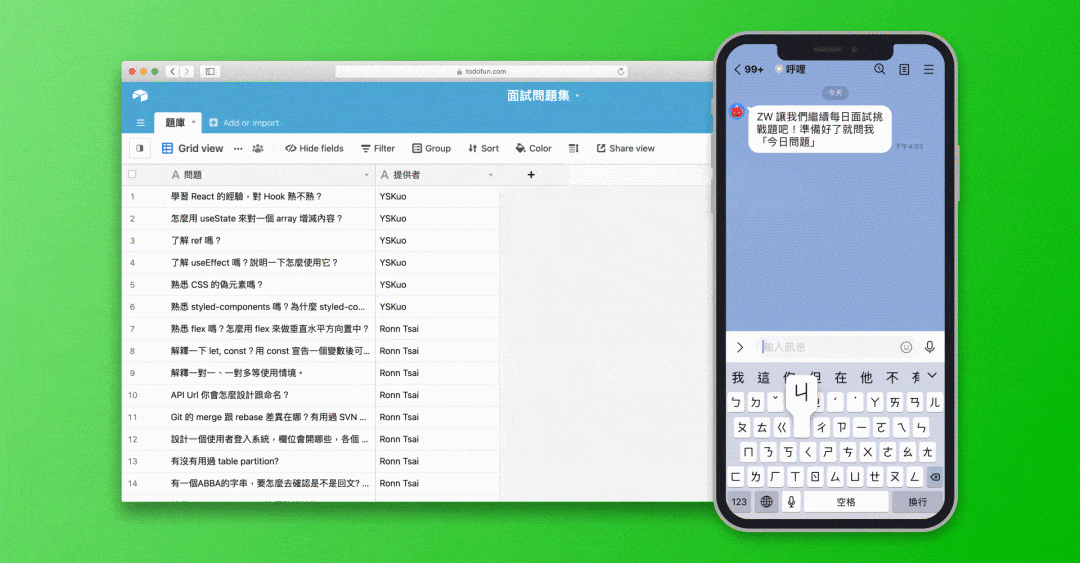 todofun.com
面試問題集
題庫
Add or import
Grid view
Hide fields
Filter
Group
Sort
Color
Share view
A 問題
A 提供者
1 學習 React 的經驗，對 Hook 熟不熟？ YSKuo
2 怎麼用 useState 來對一個 array 增減內容？ YSKuo
3 了解 ref 嗎？ YSKuo
4 了解 useEffect 嗎？說明一下怎麼使用它？ YSKuo
5 熟悉 CSS 的偽元素嗎？ YSKuo
6 熟悉 styled-components 嗎？為什麼 styled-co... YSKuo
7 熟悉 flex 嗎？怎麼用 flex 來做垂直水平方向置中？ Ronn Tsai
8 解釋一下 let, const？用 const 宣告一個變數後可... Ronn Tsai
9 解釋一對一、一對多等使用情境。 Ronn Tsai
10 API Url 你會怎麼設計跟命名？ Ronn Tsai
11 Git 的 merge 跟 rebase 差異在哪？有用過 SVN ... Ronn Tsai
12 設計一個使用者登入系統，欄位會開哪些，各個 ... Ronn Tsai
13 有沒有用過 table partition? Ronn Tsai
14 有一個ABBA的字串，要怎麼去確認是不是回文? ... Ronn Tsai
99+ 呼哩
今天
ZW 讓我們繼續每日面試挑
戰題吧！準備好了就問我
「今日問題」
下午4:03
輸入訊息
我 這 你 但 在 他 不 有
ㄅ ㄉ ˇ ㄓ ˊ ˙ ㄚ ㄞ ㄢ ㄦ
ㄆ ㄊ ㄍ ㄐ ㄔ ㄗ ㄧ ㄛ ㄟ ㄣ
ㄇ ㄋ ㄎ ㄑ ㄕ ㄘ ㄨ ㄜ ㄠ ㄤ
ㄈ ㄌ ㄏ ㄒ ㄖ ㄙ ㄩ ㄝ ㄡ ㄥ
123 空格 換行